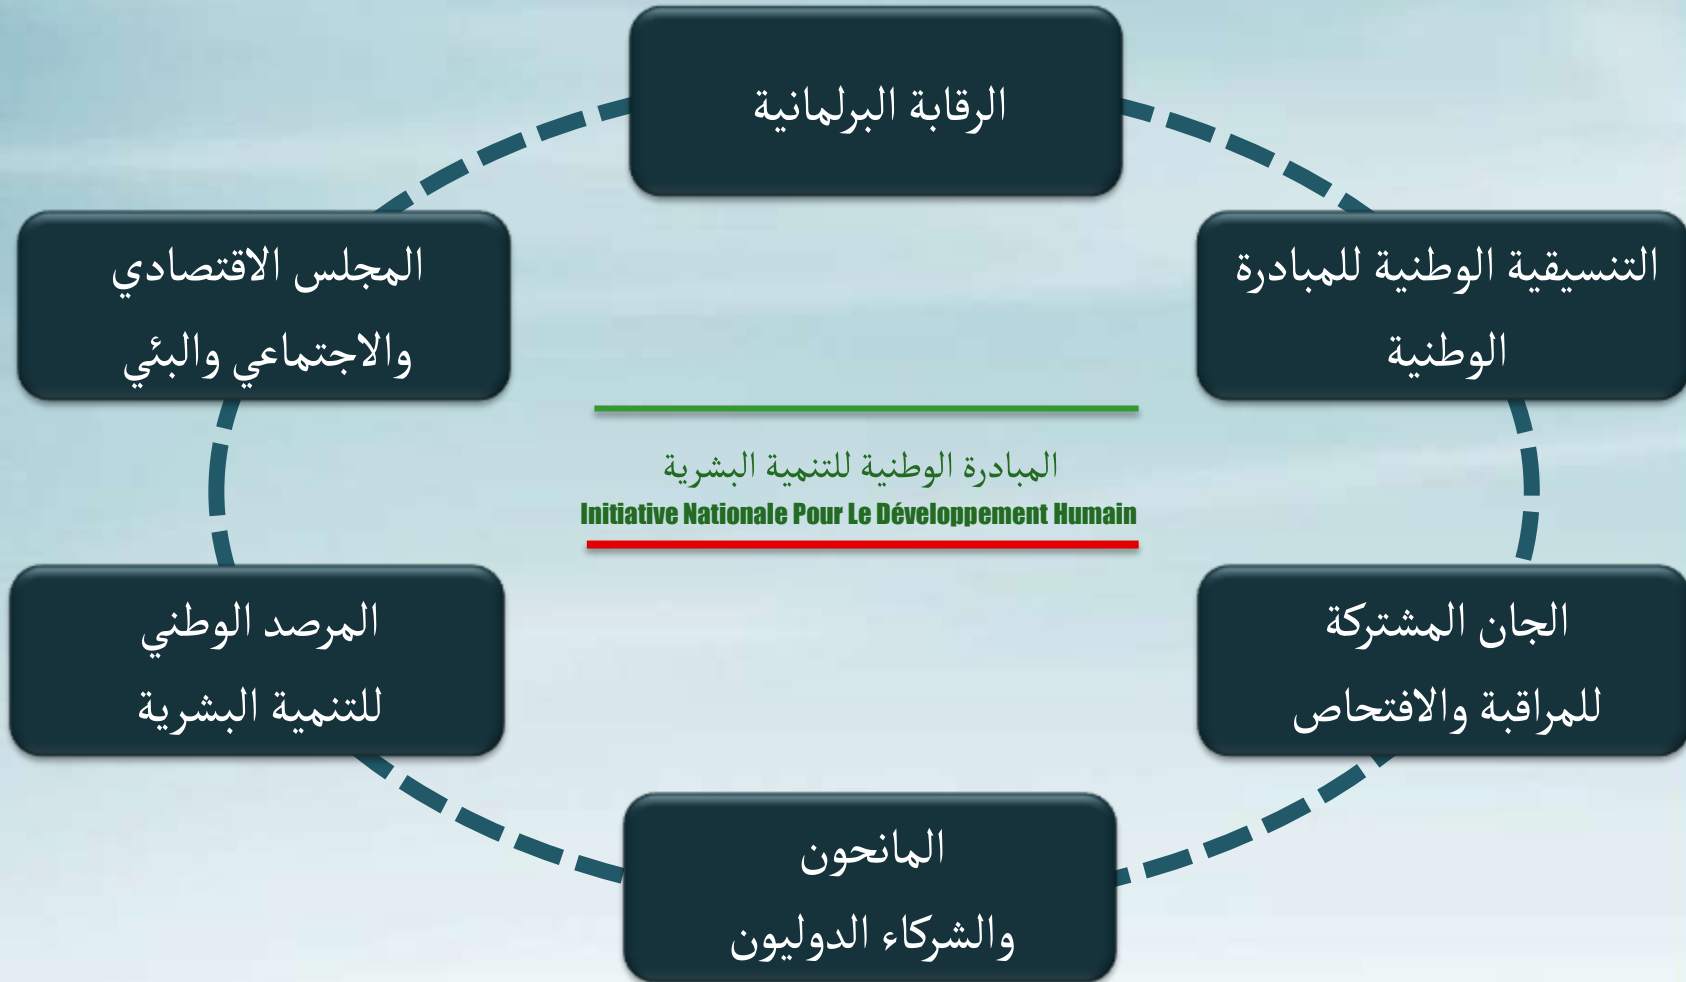 الرقابة البرلمانية
التنسيقية الوطنية للمبادرة
الوطنية
المجلس الاقتصادي
والاجتماعي والبئي
المبادرة الوطنية للتنمية البشرية
Initiative Nationale Pour Le Développement Humain
الجان المشتركة
للمراقبة والافتحاص
المرصد الوطني
للتنمية البشرية
المانحون
والشركاء الدوليون